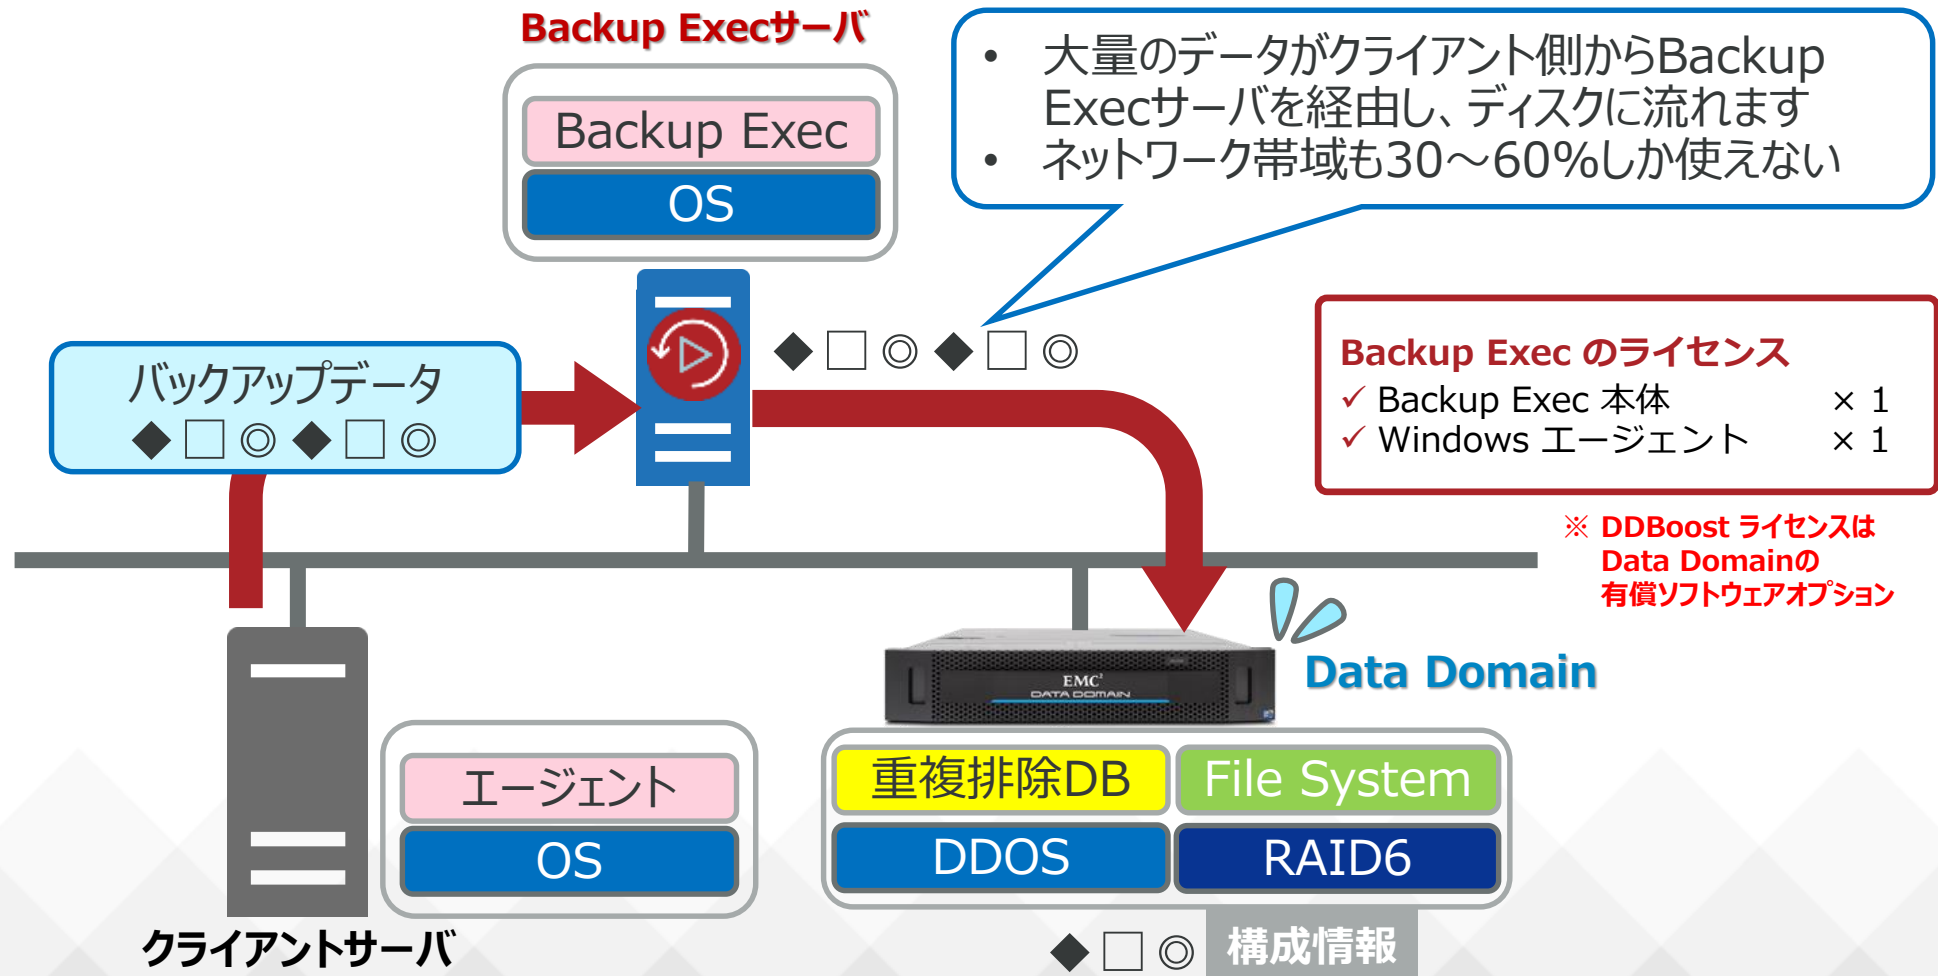 Backup Execサーバ
Backup Exec
OS
• 大量のデータがクライアント側からBackup
Execサーバを経由し、ディスクに流れます
• ネットワーク帯域も30～60%しか使えない
◆□◎◆□◎
バックアップデータ
◆□◎◆□◎
Backup Exec のライセンス
✓ Backup Exec 本体 × 1
✓ Windows エージェント × 1
※ DDBoost ライセンスは
Data Domainの
有償ソフトウェアオプション
EMC²
DATA DOMAIN
Data Domain
エージェント
OS
クライアントサーバ
重複排除DB File System
DDOS RAID6
◆□◎ 構成情報